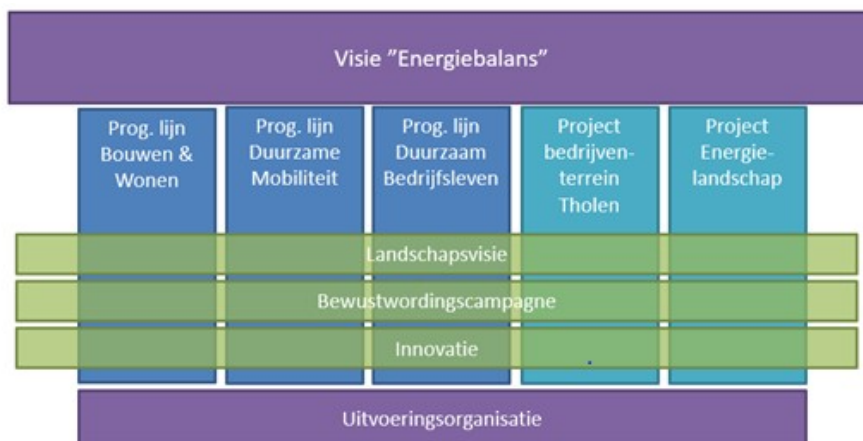 Visie ”Energiebalans”
Prog. lijn
Bouwen &
Wonen
Prog. lijn
Duurzame
Mobiliteit
Prog. lijn
Duurzaam
Bedrijfsleven
Project
bedrijven-
terrein
Tholen
Project
Energie-
landschap
Landschapsvisie
Bewustwordingscampagne
Innovatie
Uitvoeringsorganisatie